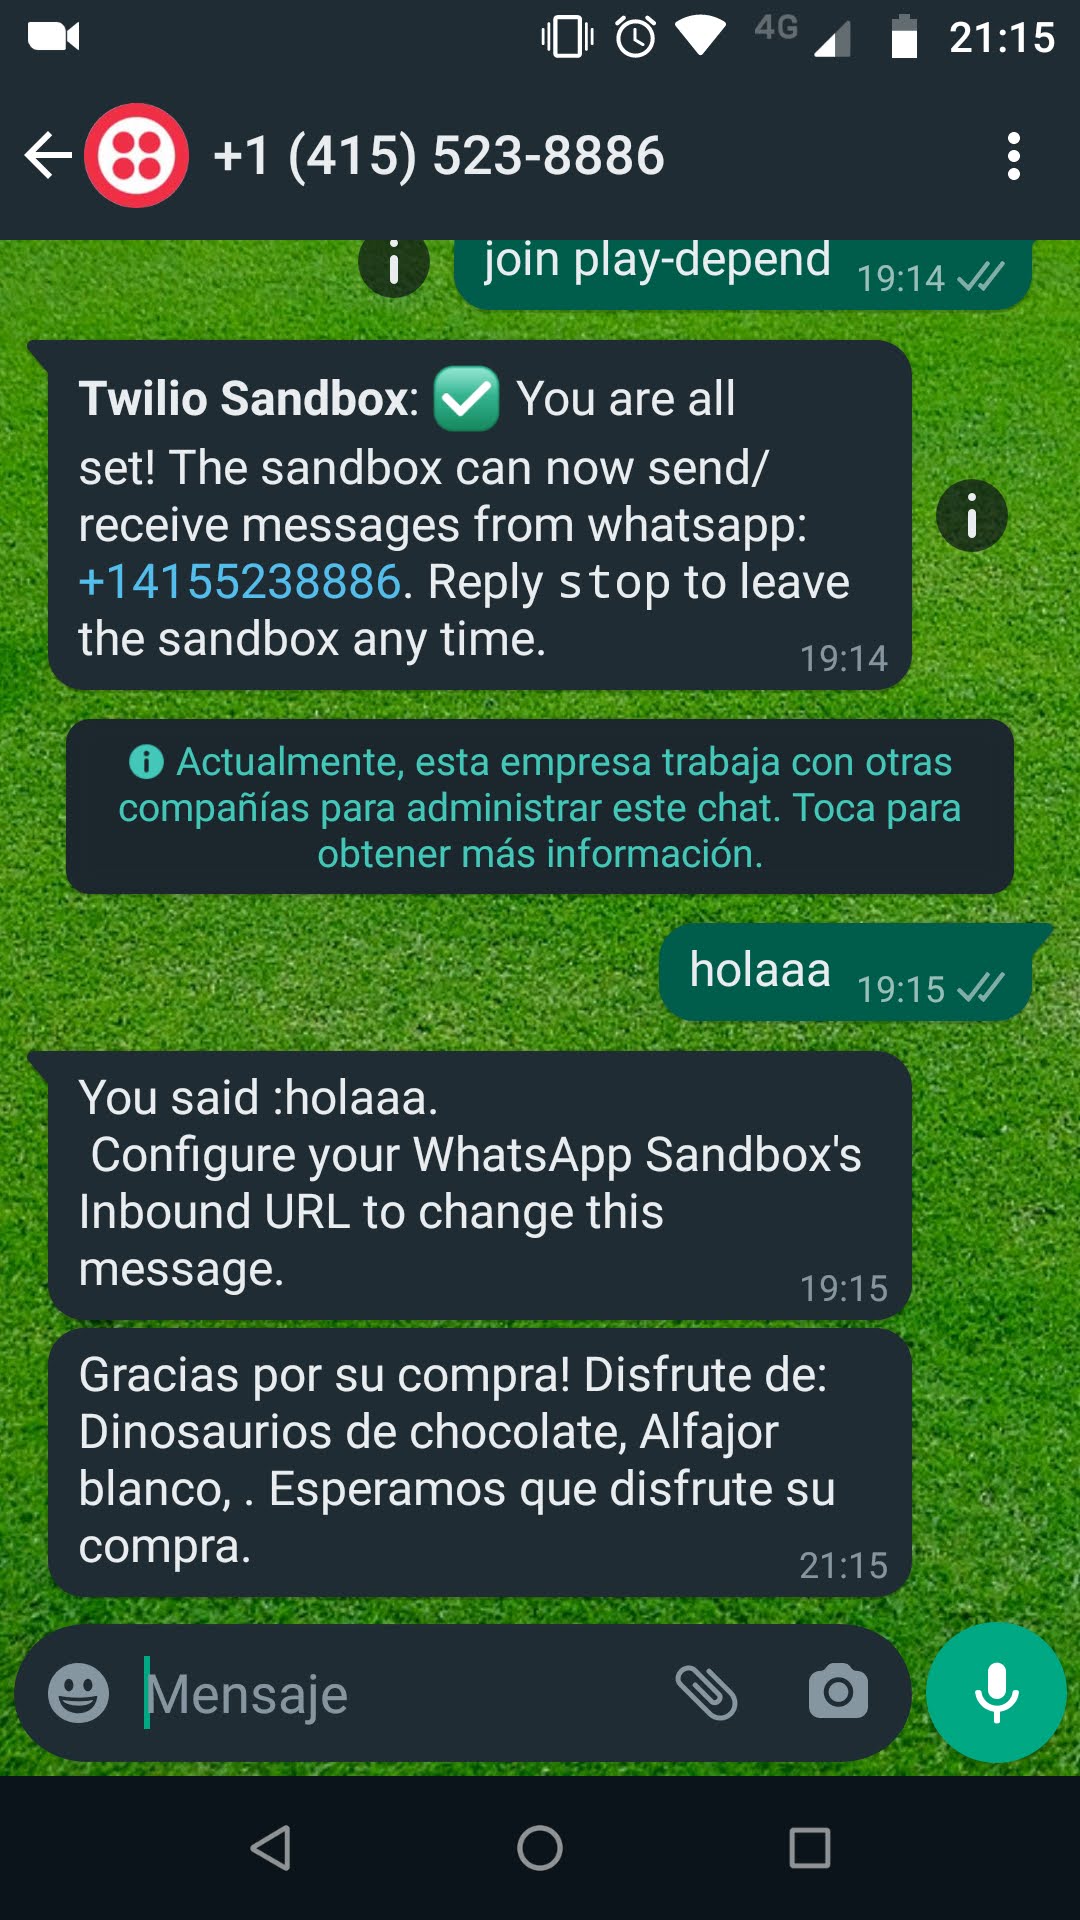 4G 21:15
+1 (415) 523-8886
join play-depend 19:14
Twilio Sandbox: ✅ You are all
set! The sandbox can now send/
receive messages from whatsapp:
+14155238886. Reply stop to leave
the sandbox any time.
19:14
Actualmente, esta empresa trabaja con otras
compañías para administrar este chat. Toca para
obtener más información.
holaaa 19:15
You said :holaaa.
Configure your WhatsApp Sandbox's
Inbound URL to change this
message.
19:15
Gracias por su compra! Disfrute de:
Dinosaurios de chocolate, Alfajor
blanco, . Esperamos que disfrute su
compra.
21:15
Mensaje